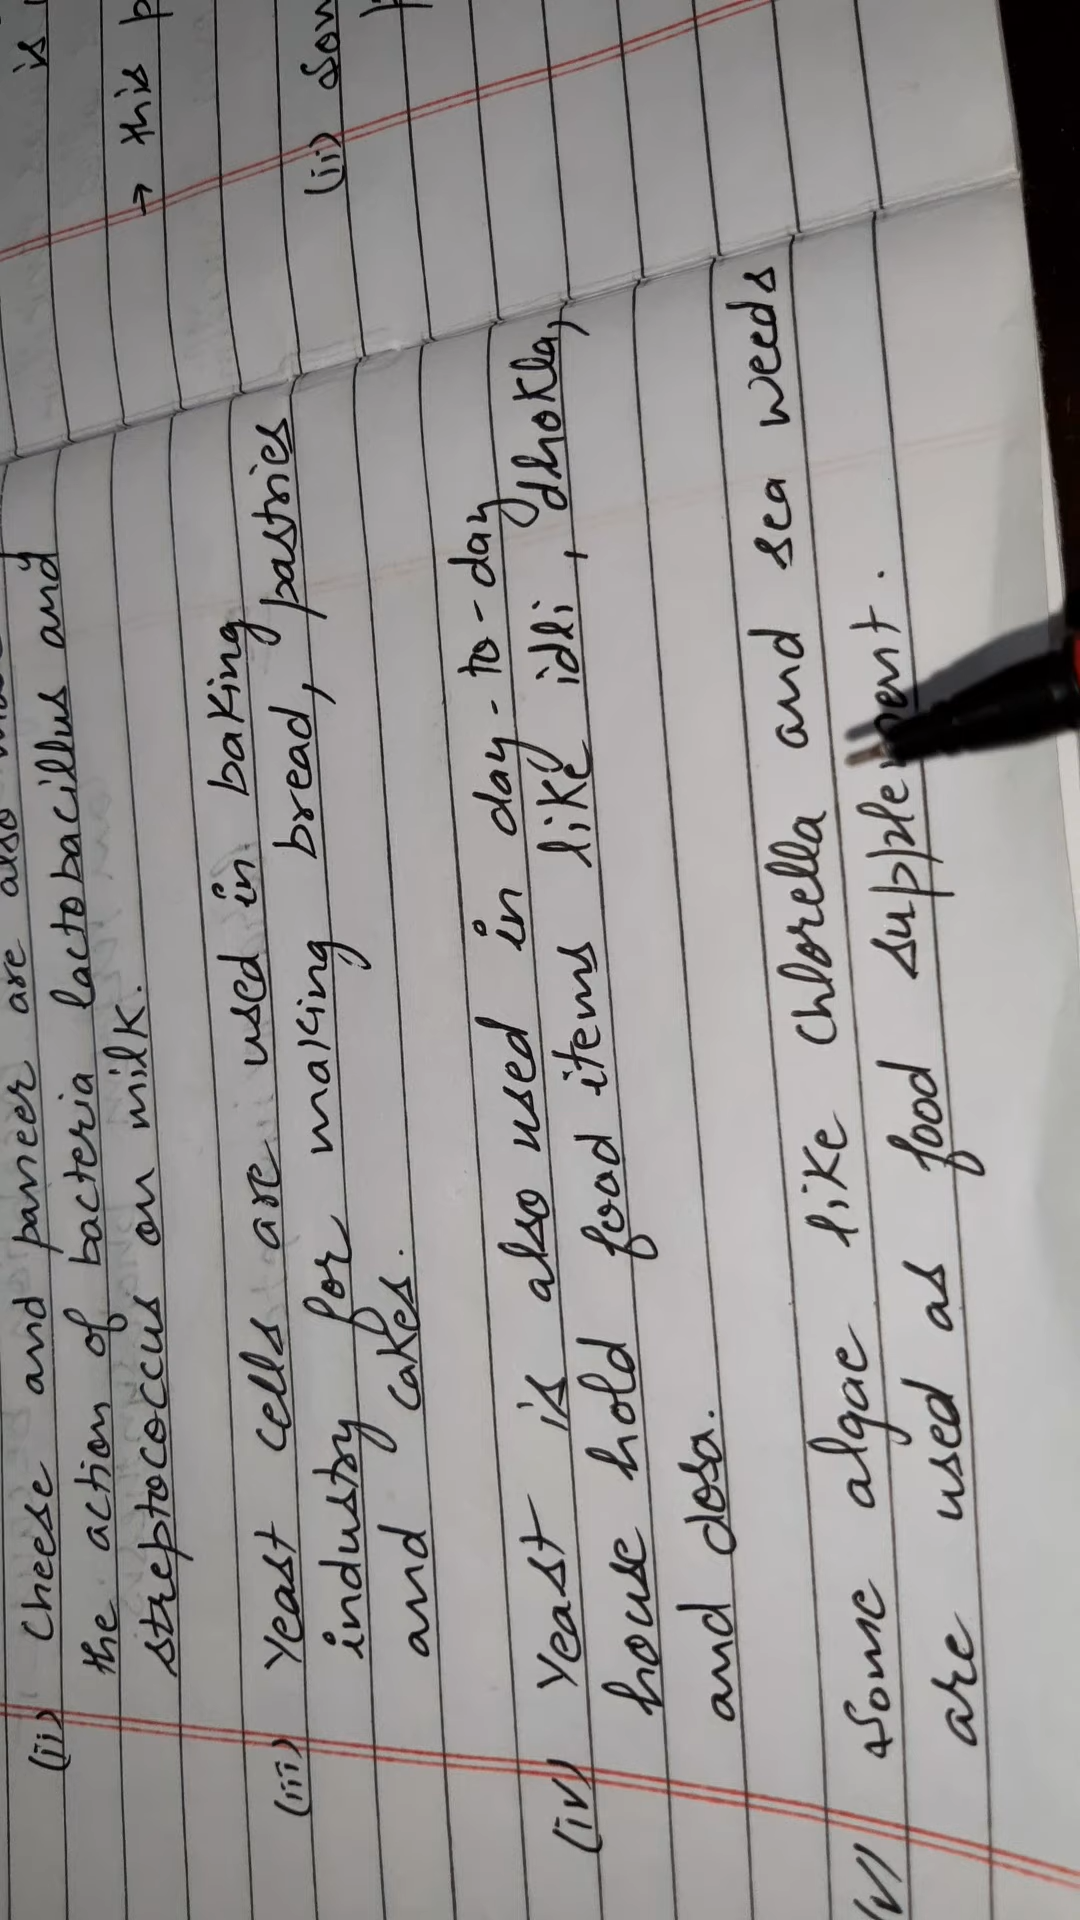 (ii) Cheese and paneer are also
the action of bacteria lactobacillus and
streptococcus on milk.
(iii) Yeast cells are used in baking
industry for making bread, pastries
and cakes.
(iv) Yeast is also used in day-to-day
house hold food items like idli, dhokla,
and dosa.
(v) Some algae like chlorella and sea weeds
are used as food supplement.
is
→ this
(ii) Som